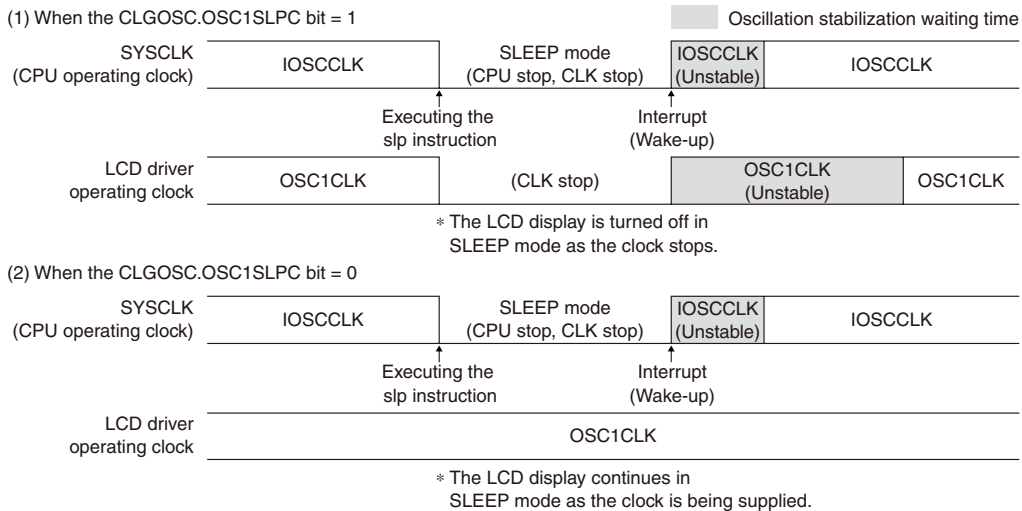 (1) When the CLGOSC.OSC1SLPC bit = 1
Oscillation stabilization waiting time
SYSCLK
(CPU operating clock)
IOSCCLK
SLEEP mode
(CPU stop, CLK stop)
IOSCCLK
(Unstable)
IOSCCLK
Executing the
slp instruction
Interrupt
(Wake-up)
LCD driver
operating clock
OSC1CLK
(CLK stop)
OSC1CLK
(Unstable)
OSC1CLK
* The LCD display is turned off in
SLEEP mode as the clock stops.
(2) When the CLGOSC.OSC1SLPC bit = 0
SYSCLK
(CPU operating clock)
IOSCCLK
SLEEP mode
(CPU stop, CLK stop)
IOSCCLK
(Unstable)
IOSCCLK
Executing the
slp instruction
Interrupt
(Wake-up)
LCD driver
operating clock
OSC1CLK
* The LCD display continues in
SLEEP mode as the clock is being supplied.